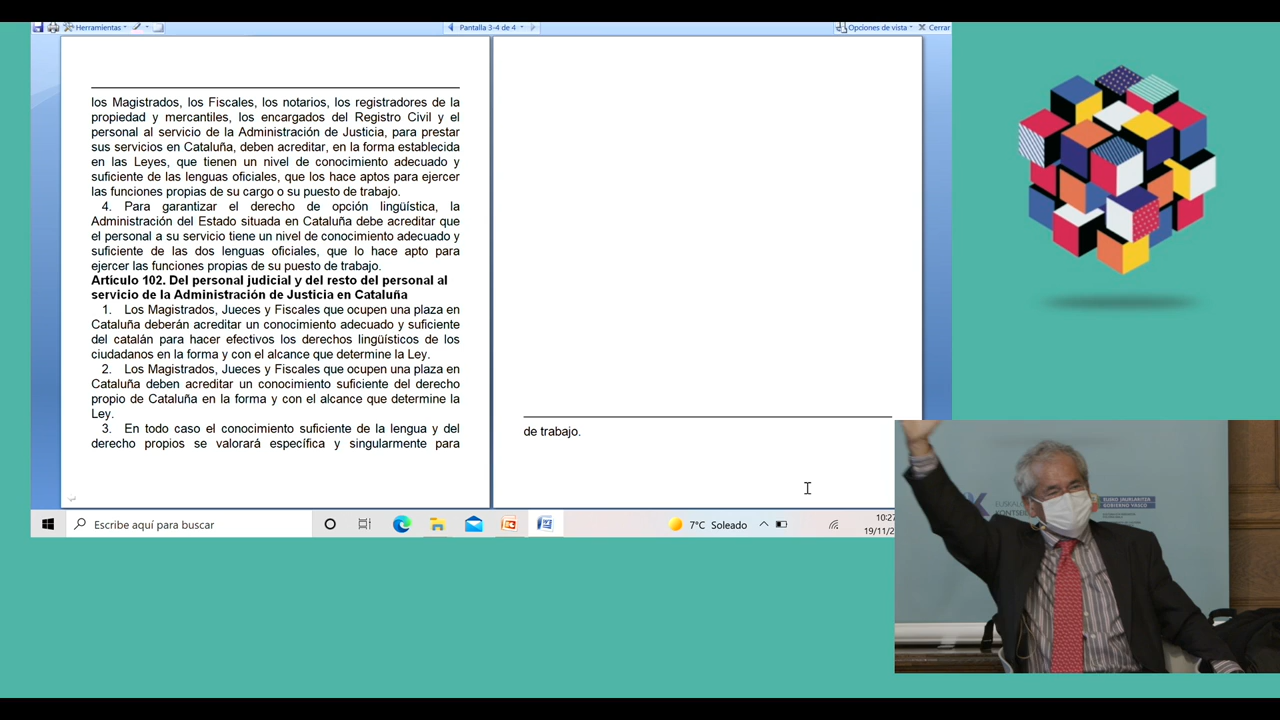 Herramientas
Pantalla 3-4 de 4
Opciones de vista
Cerrar
los Magistrados, los Fiscales, los notarios, los registradores de la
propiedad y mercantiles, los encargados del Registro Civil y el
personal al servicio de la Administración de Justicia, para prestar
sus servicios en Cataluña, deben acreditar, en la forma establecida
en las Leyes, que tienen un nivel de conocimiento adecuado y
suficiente de las lenguas oficiales, que los hace aptos para ejercer
las funciones propias de su cargo o su puesto de trabajo.
4. Para garantizar el derecho de opción lingüística, la
Administración del Estado situada en Cataluña debe acreditar que
el personal a su servicio tiene un nivel de conocimiento adecuado y
suficiente de las dos lenguas oficiales, que lo hace apto para
ejercer las funciones propias de su puesto de trabajo.
Artículo 102. Del personal judicial y del resto del personal al
servicio de la Administración de Justicia en Cataluña
1. Los Magistrados, Jueces y Fiscales que ocupen una plaza en
Cataluña deberán acreditar un conocimiento adecuado y suficiente
del catalán para hacer efectivos los derechos lingüísticos de los
ciudadanos en la forma y con el alcance que determine la Ley.
2. Los Magistrados, Jueces y Fiscales que ocupen una plaza en
Cataluña deben acreditar un conocimiento suficiente del derecho
propio de Cataluña en la forma y con el alcance que determine la
Ley.
3. En todo caso el conocimiento suficiente de la lengua y del
derecho propios se valorará específica y singularmente para
de trabajo.
Escribe aquí para buscar
7°C Soleado
10:27
19/11/2
EUSKO JAURLARITZA
GOBIERNO VASCO